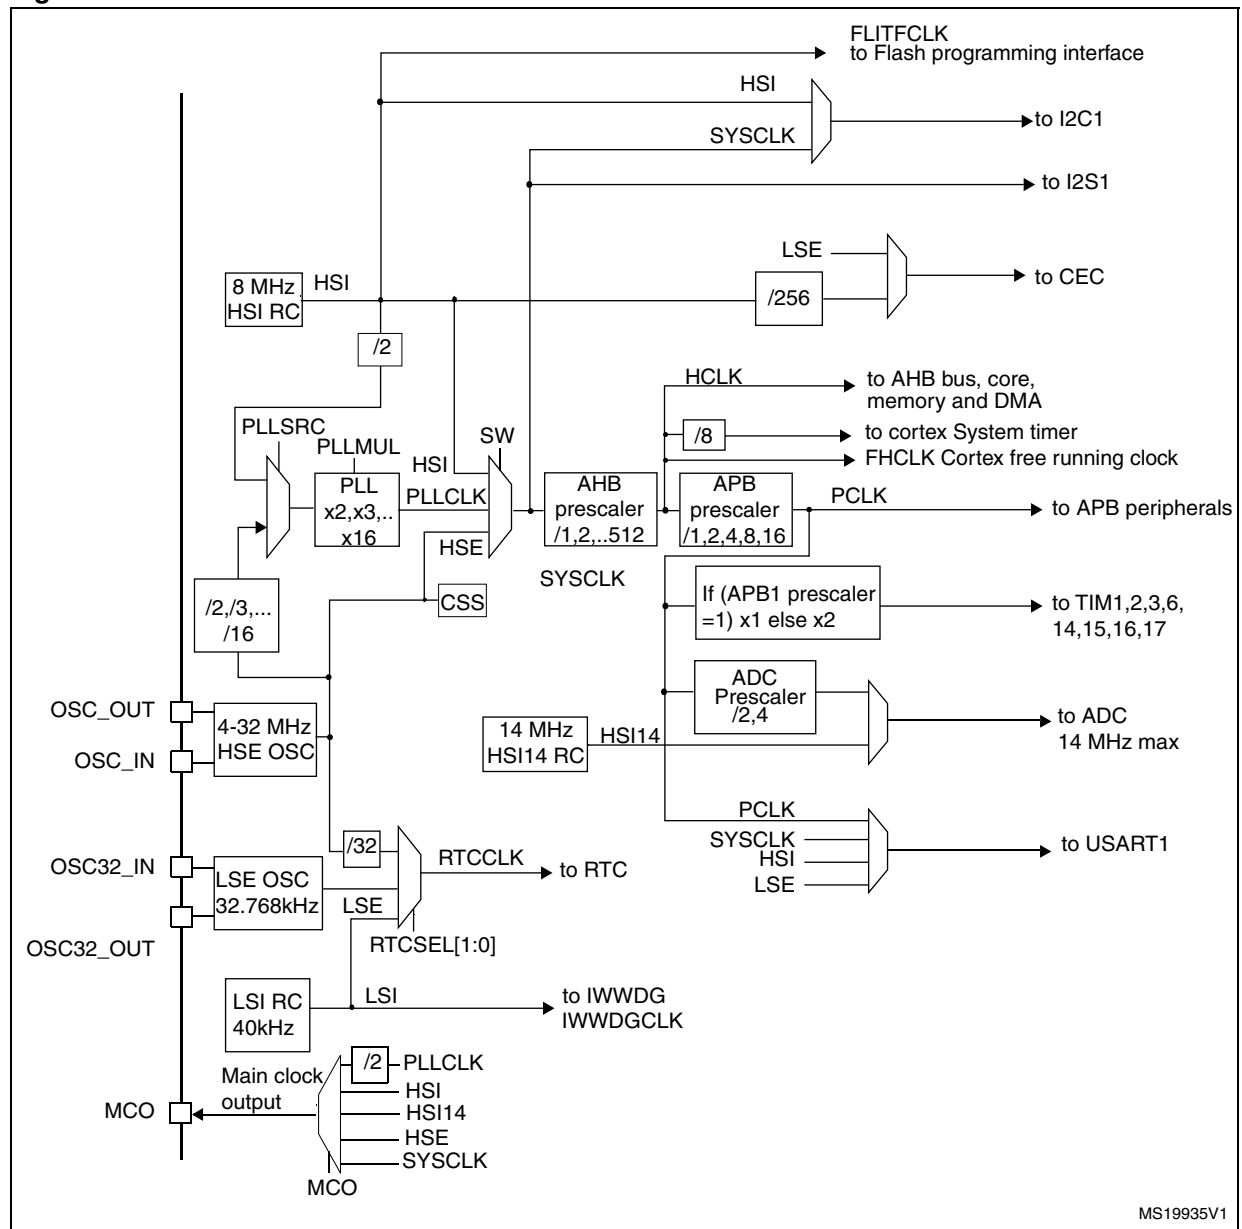 FLITFCLK
to Flash programming interface
HSI
to I2C1
SYSCLK
to I2S1
LSE
to CEC
8 MHz
HSI RC
HSI
/256
/2
HCLK
to AHB bus, core,
memory and DMA
/8
to cortex System timer
FHCLK Cortex free running clock
PLLSRC
PLLMUL
SW
HSI
PLL
x2,x3,..
x16
PLLCLK
HSE
AHB
prescaler
/1,2,..512
APB
prescaler
/1,2,4,8,16
PCLK
to APB peripherals
SYSCLK
/2,/3,...
/16
CSS
If (APB1 prescaler
=1) x1 else x2
to TIM1,2,3,6,
14,15,16,17
OSC_OUT
OSC_IN
4-32 MHz
HSE OSC
14 MHz
HSI14 RC
HSI14
ADC
Prescaler
/2,4
to ADC
14 MHz max
PCLK
SYSCLK
HSI
LSE
to USART1
/32
OSC32_IN
LSE OSC
32.768kHz
RTCCLK
to RTC
LSE
OSC32_OUT
RTCSEL[1:0]
LSI RC
40kHz
LSI
to IWWDG
IWWDGCLK
/2
PLLCLK
Main clock
output
HSI
MCO
HSI14
HSE
SYSCLK
MCO
MS19935V1